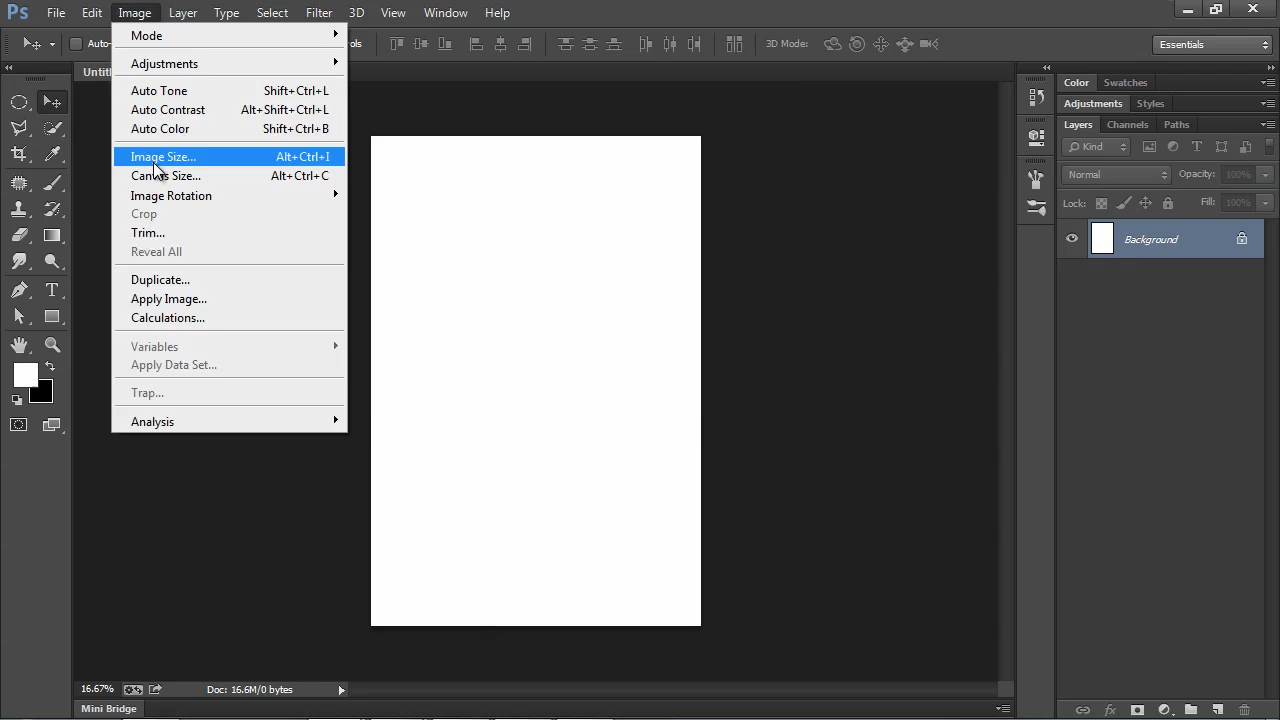 Ps File Edit Image Layer Type Select Filter 3D View Window Help
Auto- 3D Mode: Essentials
Untitl
Mode
Adjustments
Auto Tone Shift+Ctrl+L
Auto Contrast Alt+Shift+Ctrl+L
Auto Color Shift+Ctrl+B
Image Size... Alt+Ctrl+I
Canvas Size... Alt+Ctrl+C
Image Rotation
Crop
Trim...
Reveal All
Duplicate...
Apply Image...
Calculations...
Variables
Apply Data Set...
Trap...
Analysis
Color Swatches
Adjustments Styles
Layers Channels Paths
Kind
Normal Opacity: 100%
Lock: Fill: 100%
Background
16.67% Doc: 16.6M/0 bytes
Mini Bridge